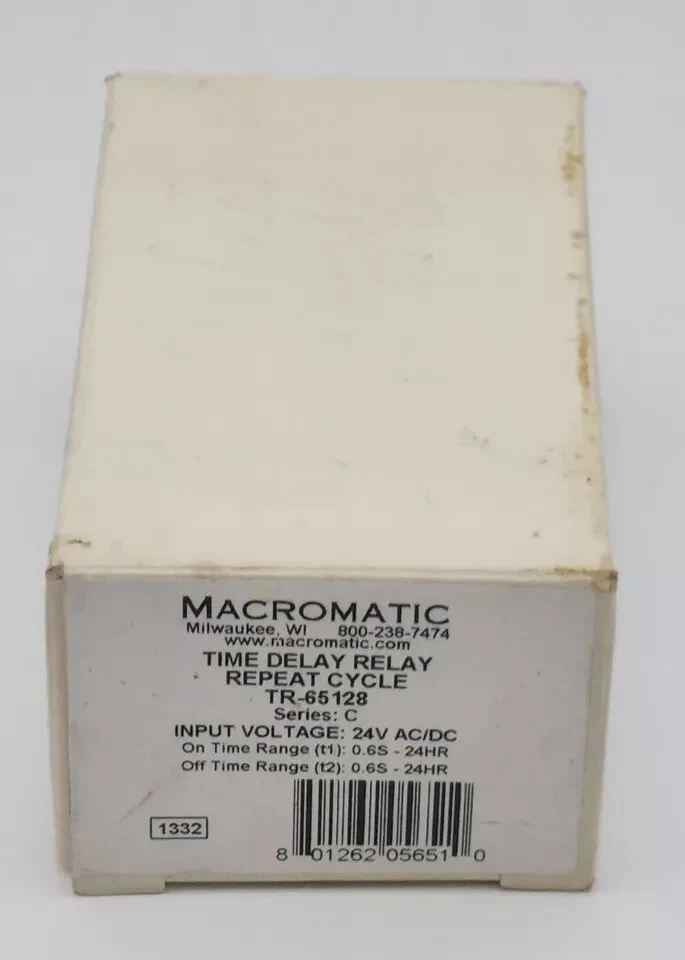 MACROMATIC
Milwaukee, WI 800-238-7474
www.macromatic.com
TIME DELAY RELAY
REPEAT CYCLE
TR-65128
Series: C
INPUT VOLTAGE: 24V AC/DC
On Time Range (t1): 0.6S - 24HR
Off Time Range (t2): 0.6S - 24HR
1332
8 01262 05651 0